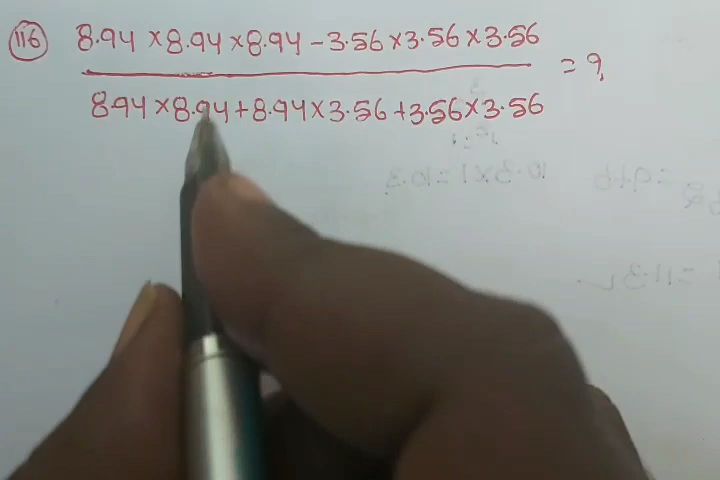 116 8.94 ×8.94 ×8.94 - 3.56 ×3.56 ×3.56
= ?
8.94 ×8.94 + 8.94 × 3.56 + 3.56 × 3.56